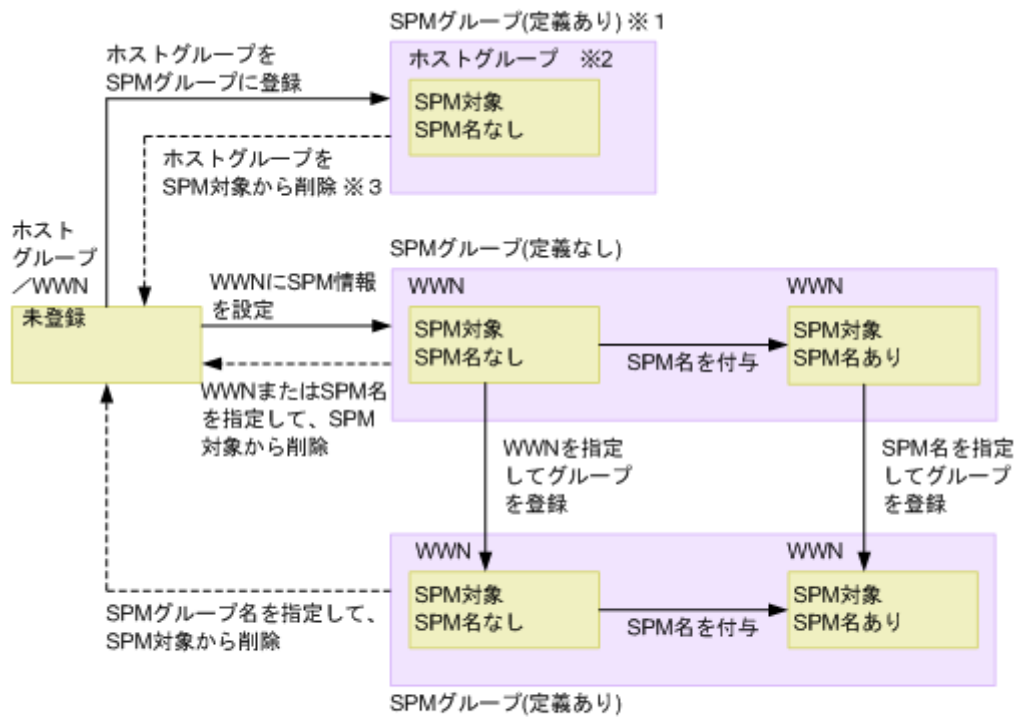 SPMグループ(定義あり) ※１
ホストグループを
SPMグループに登録
ホストグループ　※2
SPM対象
SPM名なし
ホストグループを
SPM対象から削除 ※３
ホスト
グループ
／WWN
未登録
SPMグループ(定義なし)
WWNにSPM情報
を設定
WWN
SPM対象
SPM名なし
SPM名を付与
WWN
SPM対象
SPM名あり
WWNまたはSPM名
を指定して、SPM
対象から削除
WWNを指定
してグループ
を登録
SPM名を指定
してグループ
を登録
WWN
SPM対象
SPM名なし
SPM名を付与
WWN
SPM対象
SPM名あり
SPMグループ名を指定して、
SPM対象から削除
SPMグループ(定義あり)